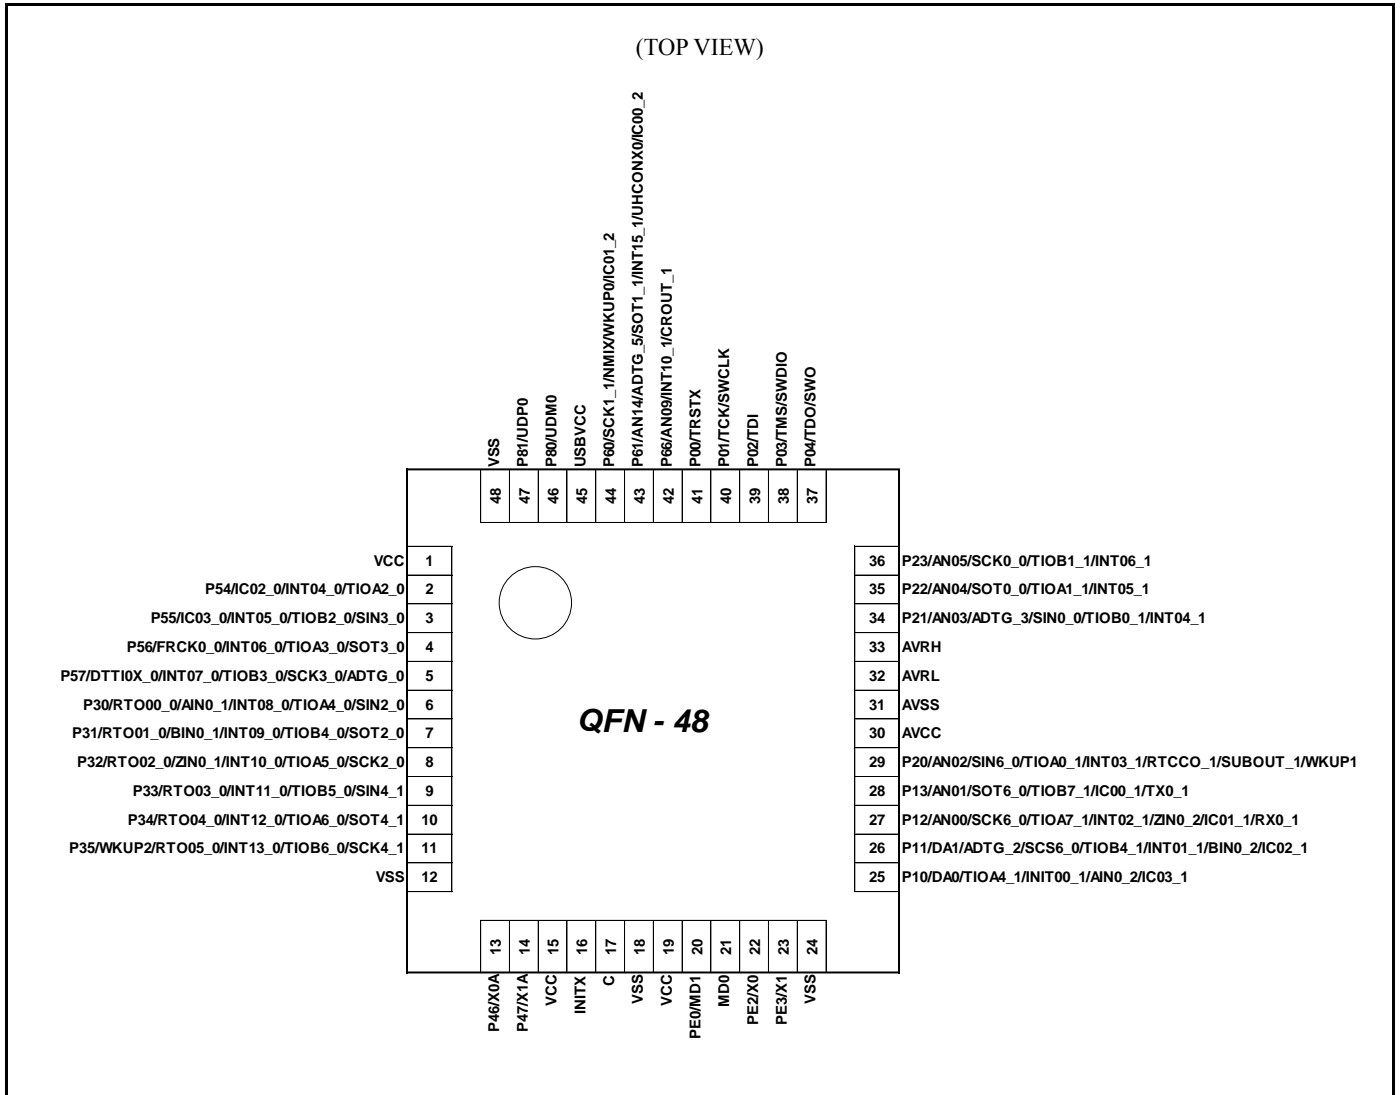 (TOP VIEW)
VSS
P81/UDP0
P80/UDM0
USBVCC
P60/SCK1_1/NMIX/WKUP0/IC01_2
P61/AN14/ADTG_5/SOT1_1/INT15_1/UHCONX0/IC00_2
P66/AN09/INT10_1/CROUT_1
P00/TRSTX
P01/TCK/SWCLK
P02/TDI
P03/TMS/SWDIO
P04/TDO/SWO
48
47
46
45
44
43
42
41
40
39
38
37
VCC 1
P54/IC02_0/INT04_0/TIOA2_0 2
P55/IC03_0/INT05_0/TIOB2_0/SIN3_0 3
P56/FRCK0_0/INT06_0/TIOA3_0/SOT3_0 4
P57/DTTI0X_0/INT07_0/TIOB3_0/SCK3_0/ADTG_0 5
P30/RTO00_0/AIN0_1/INT08_0/TIOA4_0/SIN2_0 6
P31/RTO01_0/BIN0_1/INT09_0/TIOB4_0/SOT2_0 7
P32/RTO02_0/ZIN0_1/INT10_0/TIOA5_0/SCK2_0 8
P33/RTO03_0/INT11_0/TIOB5_0/SIN4_1 9
P34/RTO04_0/INT12_0/TIOA6_0/SOT4_1 10
P35/WKUP2/RTO05_0/INT13_0/TIOB6_0/SCK4_1 11
VSS 12
QFN - 48
36 P23/AN05/SCK0_0/TIOB1_1/INT06_1
35 P22/AN04/SOT0_0/TIOA1_1/INT05_1
34 P21/AN03/ADTG_3/SIN0_0/TIOB0_1/INT04_1
33 AVRH
32 AVRL
31 AVSS
30 AVCC
29 P20/AN02/SIN6_0/TIOA0_1/INT03_1/RTCCO_1/SUBOUT_1/WKUP1
28 P13/AN01/SOT6_0/TIOB7_1/IC00_1/TX0_1
27 P12/AN00/SCK6_0/TIOA7_1/INT02_1/ZIN0_2/IC01_1/RX0_1
26 P11/DA1/ADTG_2/SCS6_0/TIOB4_1/INT01_1/BIN0_2/IC02_1
25 P10/DA0/TIOA4_1/INIT00_1/AIN0_2/IC03_1
13
14
15
16
17
18
19
20
21
22
23
24
P46/X0A
P47/X1A
VCC
INITX
C
VSS
VCC
PE0/MD1
MD0
PE2/X0
PE3/X1
VSS